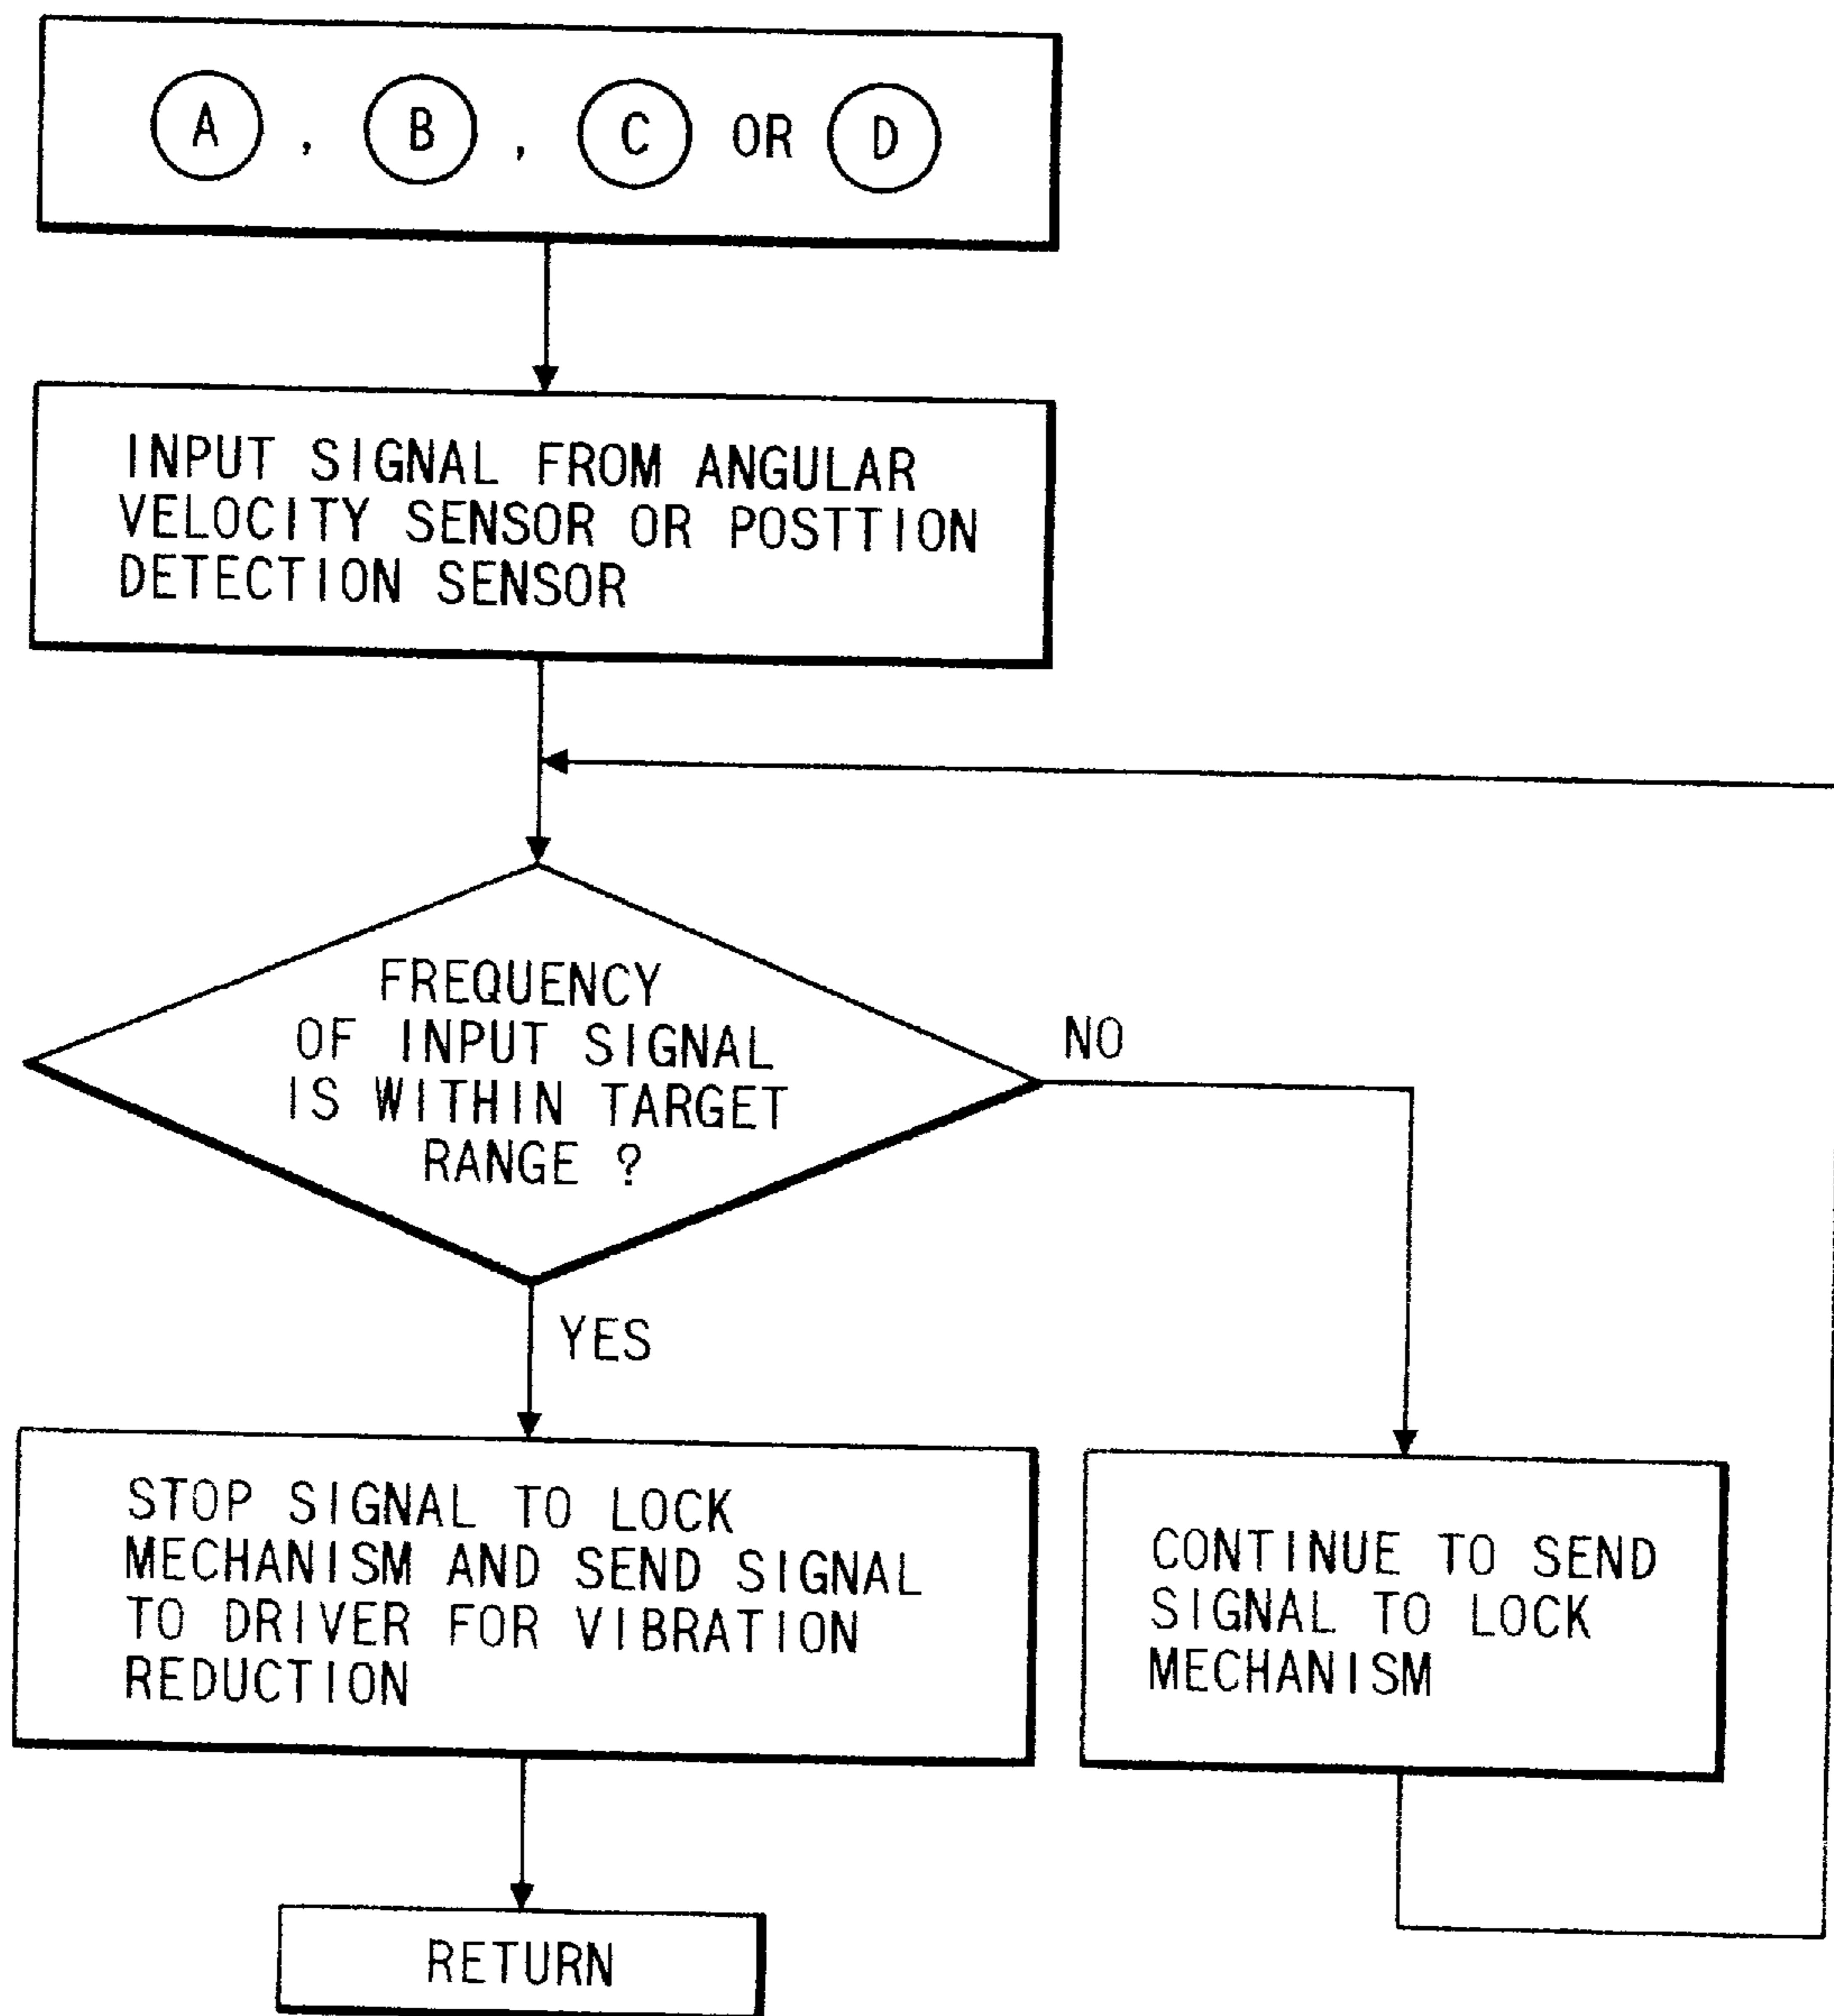 A , B , C OR D
INPUT SIGNAL FROM ANGULAR
VELOCITY SENSOR OR POSTTION
DETECTION SENSOR
FREQUENCY
OF INPUT SIGNAL
IS WITHIN TARGET
RANGE ?
NO
YES
STOP SIGNAL TO LOCK
MECHANISM AND SEND SIGNAL
TO DRIVER FOR VIBRATION
REDUCTION
CONTINUE TO SEND
SIGNAL TO LOCK
MECHANISM
RETURN